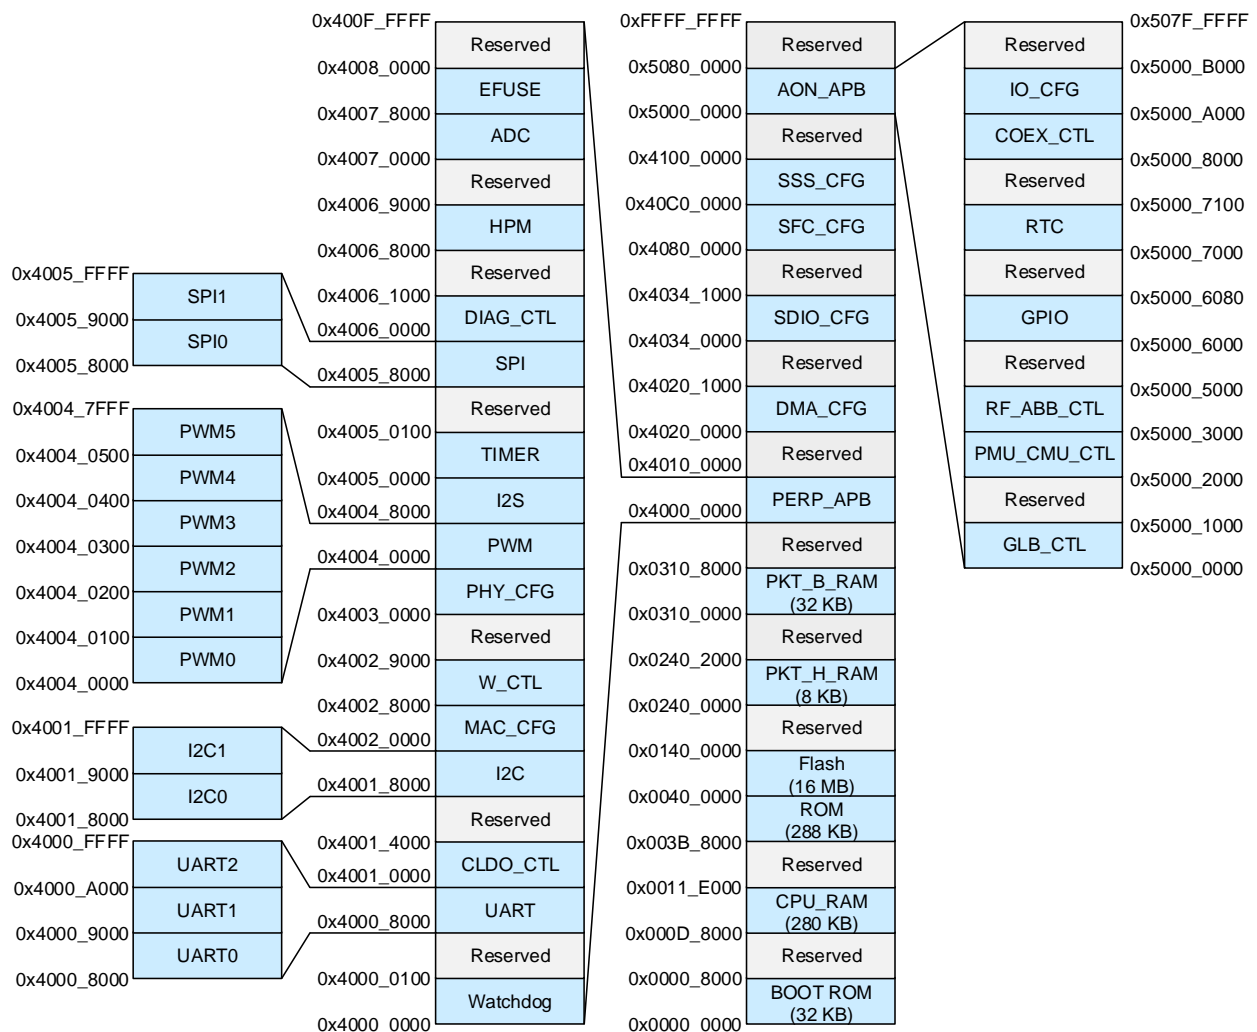 0x4005_FFFF
SPI1
0x4005_9000
SPI0
0x4005_8000
0x4004_7FFF
PWM5
0x4004_0500
PWM4
0x4004_0400
PWM3
0x4004_0300
PWM2
0x4004_0200
PWM1
0x4004_0100
PWM0
0x4004_0000
0x4001_FFFF
I2C1
0x4001_9000
I2C0
0x4001_8000
0x4000_FFFF
UART2
0x4000_A000
UART1
0x4000_9000
UART0
0x4000_8000
0x400F_FFFF
Reserved
0x4008_0000
EFUSE
0x4007_8000
ADC
0x4007_0000
Reserved
0x4006_9000
HPM
0x4006_8000
Reserved
0x4006_1000
DIAG_CTL
0x4006_0000
SPI
0x4005_8000
Reserved
0x4005_0100
TIMER
0x4005_0000
I2S
0x4004_8000
PWM
0x4004_0000
PHY_CFG
0x4003_0000
Reserved
0x4002_9000
W_CTL
0x4002_8000
MAC_CFG
0x4002_0000
I2C
0x4001_8000
Reserved
0x4001_4000
CLDO_CTL
0x4001_0000
UART
0x4000_8000
Reserved
0x4000_0100
Watchdog
0x4000_0000
0xFFFF_FFFF
Reserved
0x5080_0000
AON_APB
0x5000_0000
Reserved
0x4100_0000
SSS_CFG
0x40C0_0000
SFC_CFG
0x4080_0000
Reserved
0x4034_1000
SDIO_CFG
0x4034_0000
Reserved
0x4020_1000
DMA_CFG
0x4020_0000
Reserved
0x4010_0000
PERP_APB
0x4000_0000
Reserved
0x0310_8000
PKT_B_RAM
(32 KB)
0x0310_0000
Reserved
0x0240_2000
PKT_H_RAM
(8 KB)
0x0240_0000
Reserved
0x0140_0000
Flash
(16 MB)
0x0040_0000
ROM
(288 KB)
0x003B_8000
Reserved
0x0011_E000
CPU_RAM
(280 KB)
0x000D_8000
Reserved
0x0000_8000
BOOT ROM
(32 KB)
0x0000_0000
0x507F_FFFF
Reserved
0x5000_B000
IO_CFG
0x5000_A000
COEX_CTL
0x5000_8000
Reserved
0x5000_7100
RTC
0x5000_7000
Reserved
0x5000_6080
GPIO
0x5000_6000
Reserved
0x5000_5000
RF_ABB_CTL
0x5000_3000
PMU_CMU_CTL
0x5000_2000
Reserved
0x5000_1000
GLB_CTL
0x5000_0000